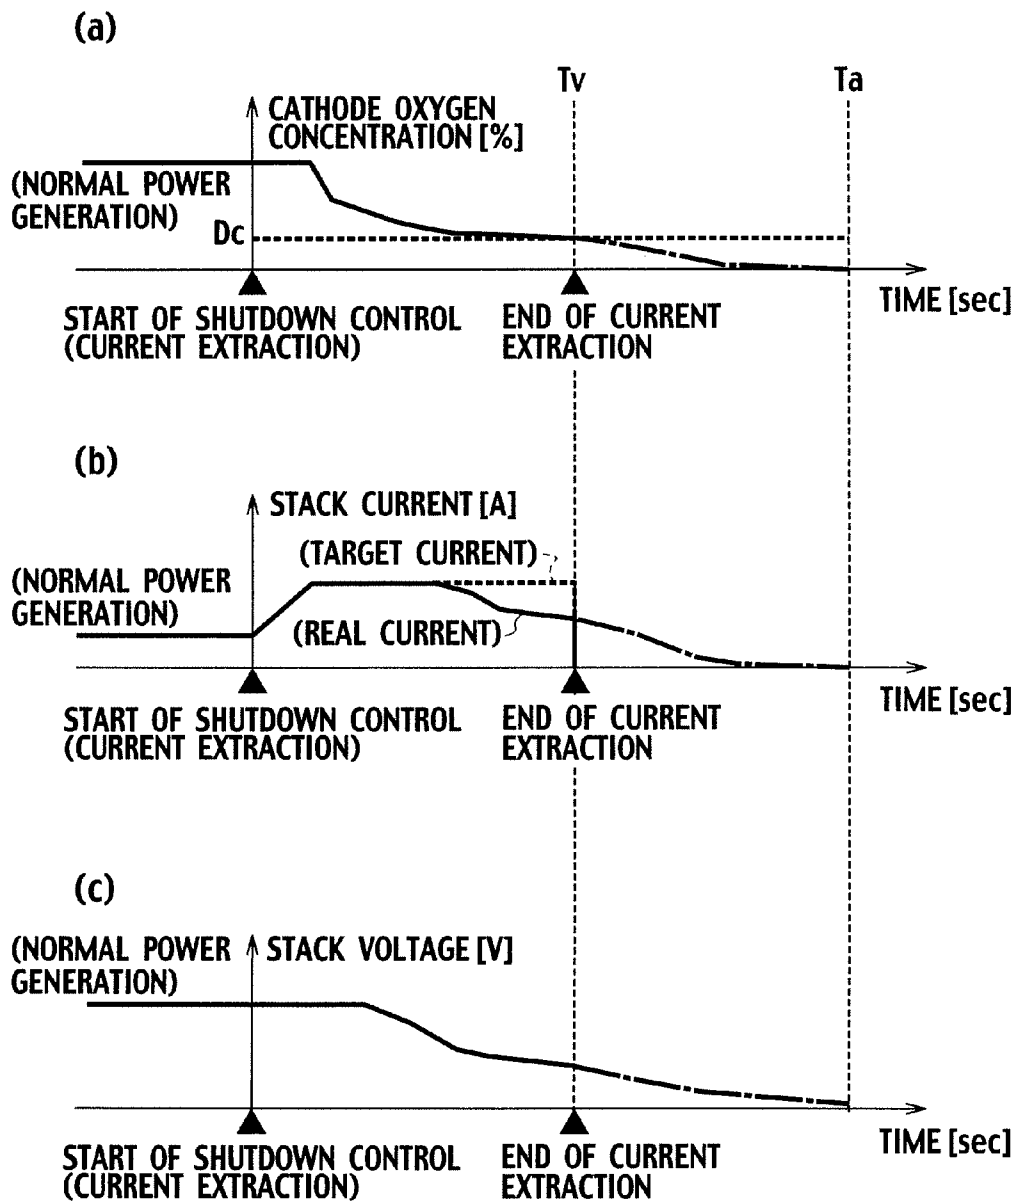 (a)
Tv
Ta
CATHODE OXYGEN
CONCENTRATION [%]
(NORMAL POWER
GENERATION)
Dc
TIME [sec]
START OF SHUTDOWN CONTROL
(CURRENT EXTRACTION)
END OF CURRENT
EXTRACTION
(b)
STACK CURRENT [A]
(TARGET CURRENT)
(NORMAL POWER
GENERATION)
(REAL CURRENT)
TIME [sec]
START OF SHUTDOWN CONTROL
(CURRENT EXTRACTION)
END OF CURRENT
EXTRACTION
(c)
(NORMAL POWER
GENERATION)
STACK VOLTAGE [V]
TIME [sec]
START OF SHUTDOWN CONTROL
(CURRENT EXTRACTION)
END OF CURRENT
EXTRACTION